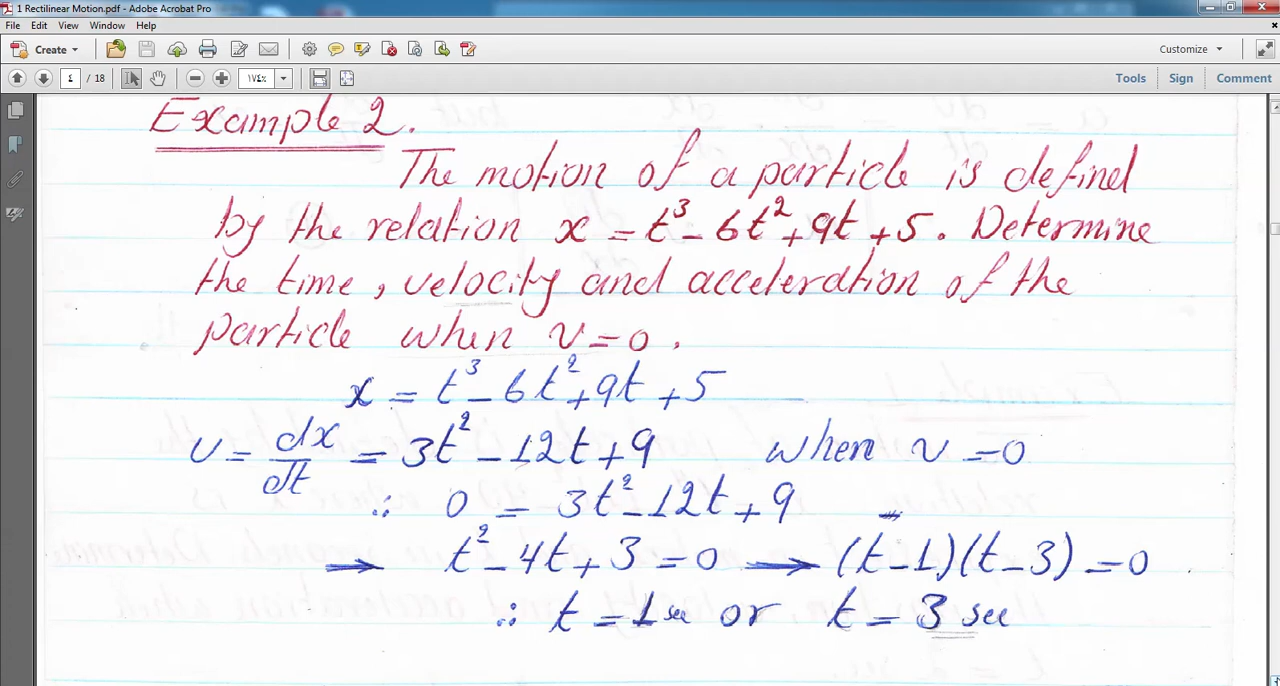 1 Rectilinear Motion.pdf - Adobe Acrobat Pro
File Edit View Window Help
Create Customize
٤ / 18 ١٧٤% Tools Sign Comment
Example 2.
The motion of a particle is defined
by the relation x = t³ - 6t² + 9t + 5. Determine
the time, velocity and acceleration of the
particle when v = 0.
x = t³ - 6t² + 9t + 5
v = dx/dt = 3t² - 12t + 9 when v = 0
∴ 0 = 3t² - 12t + 9
→ t² - 4t + 3 = 0 → (t - 1)(t - 3) = 0
∴ t = 1 sec or t = 3 sec